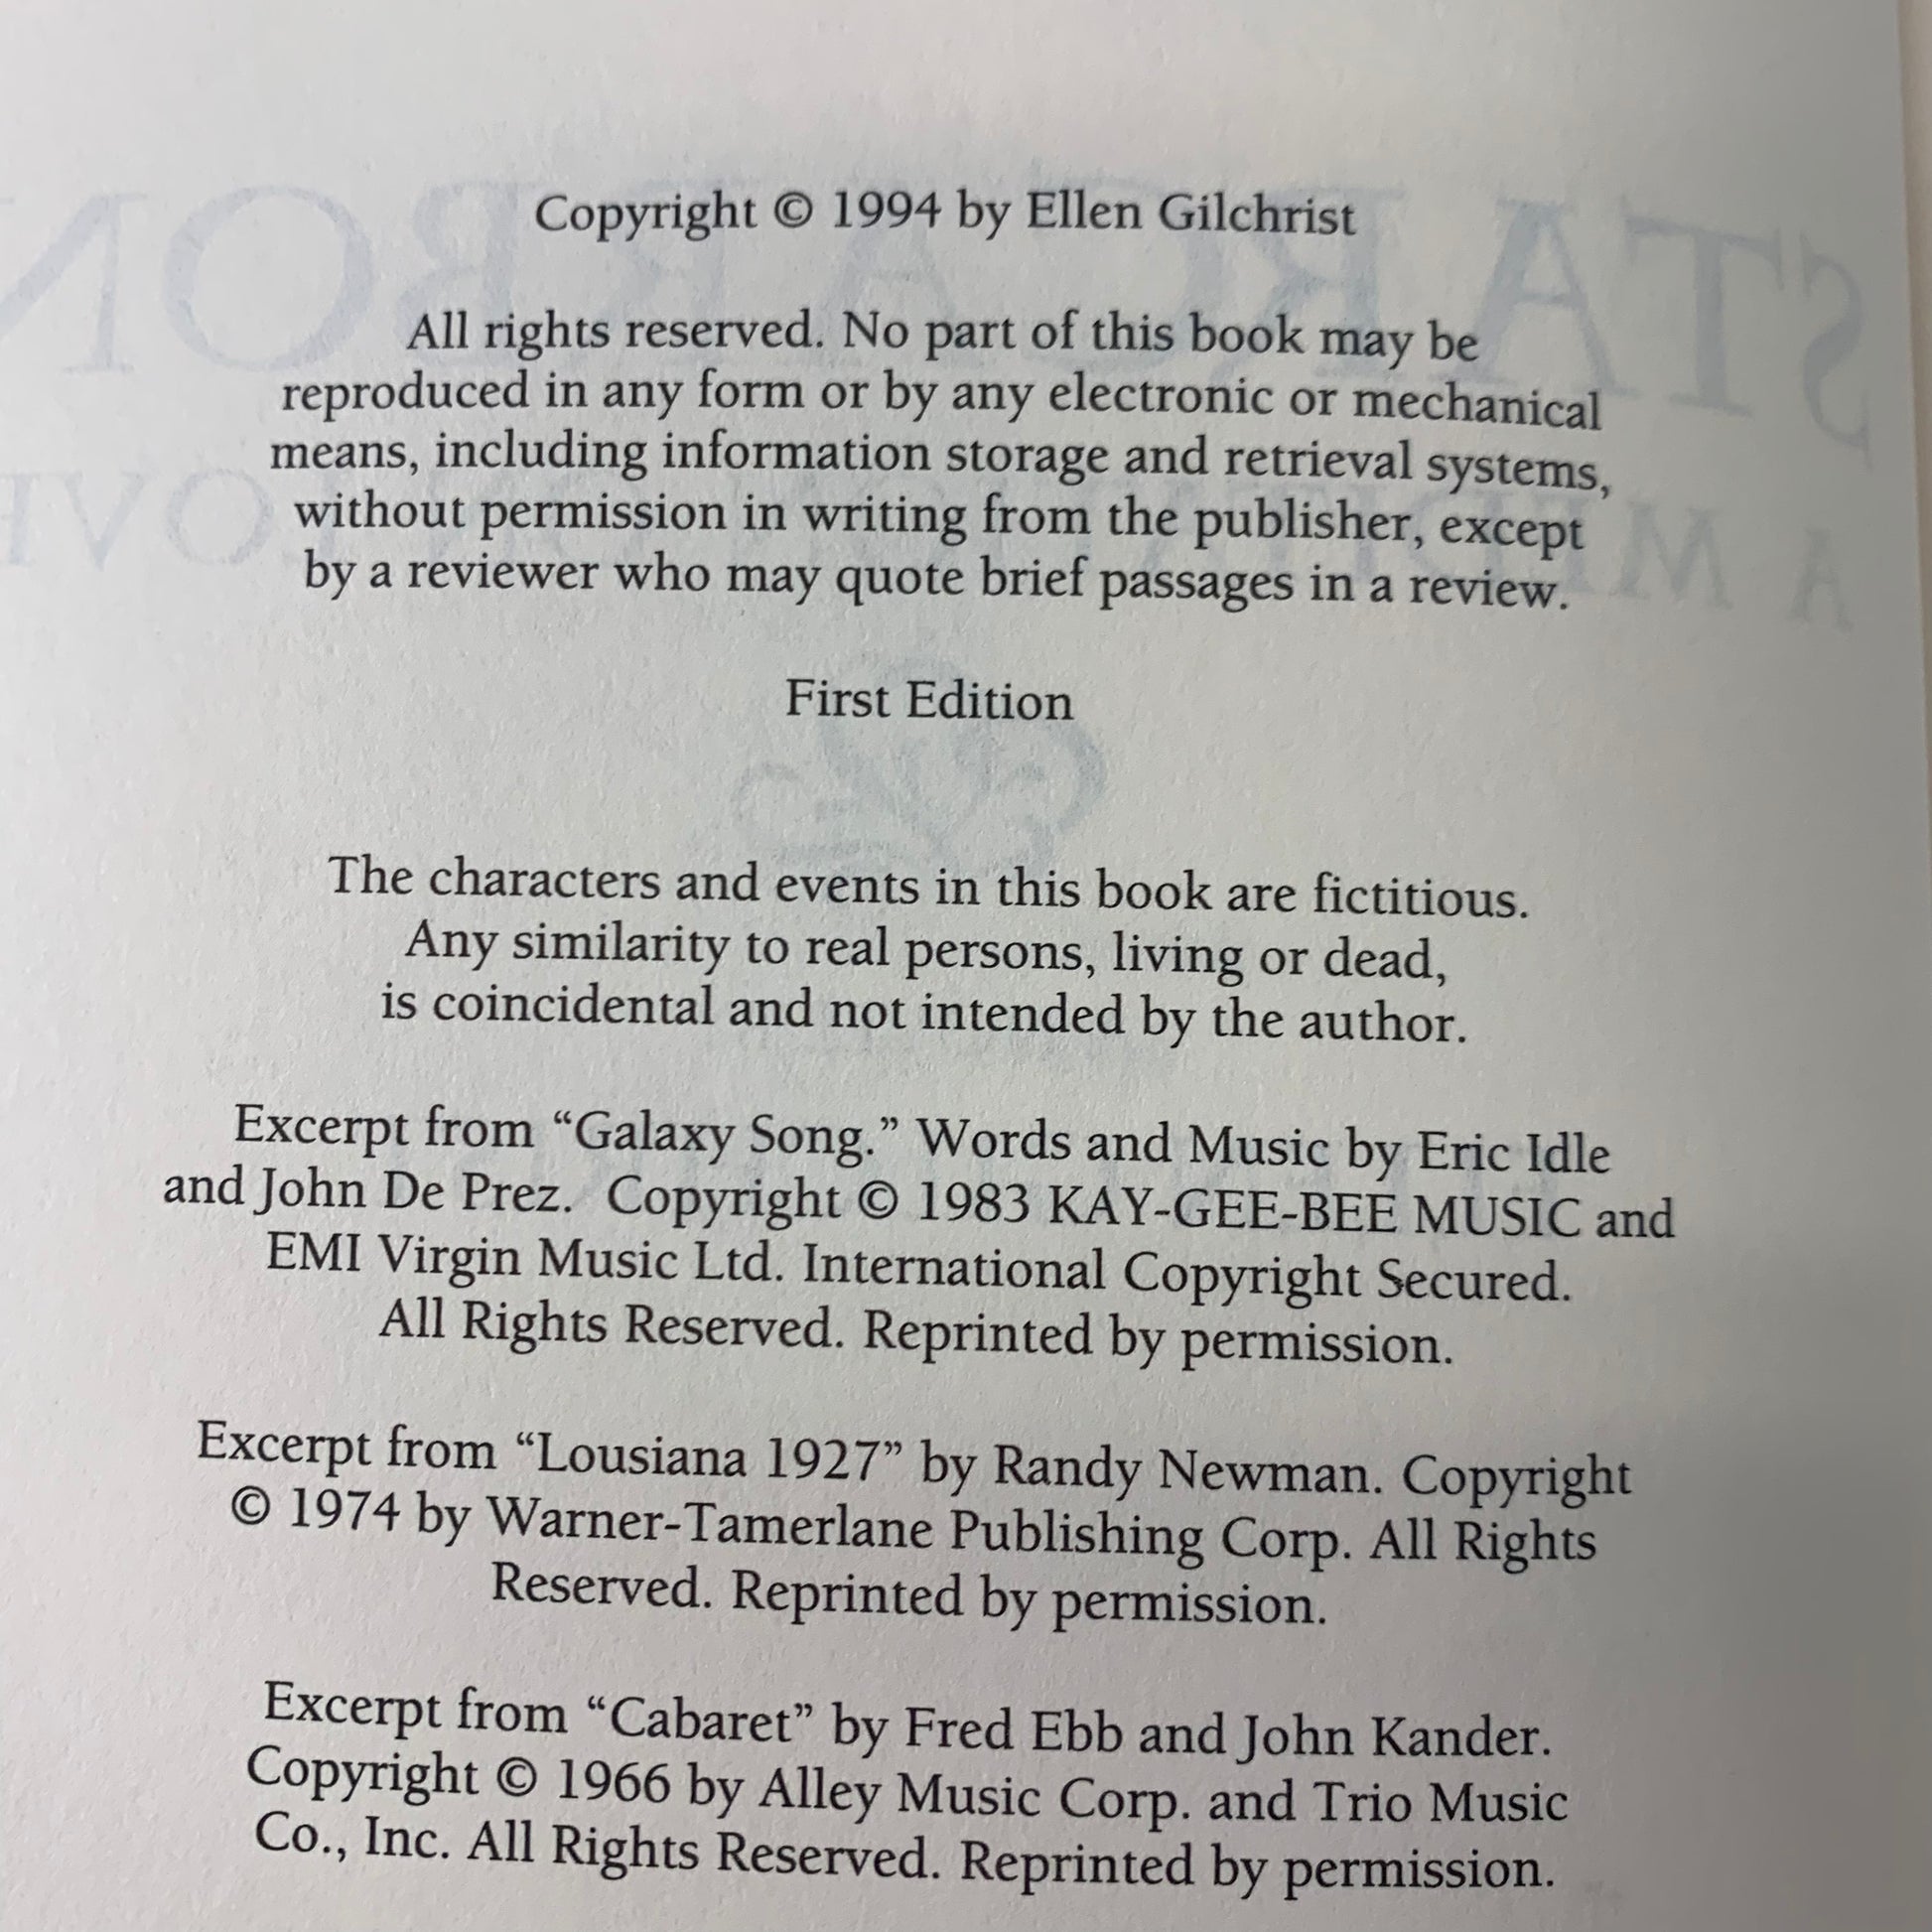 Copyright © 1994 by Ellen Gilchrist
All rights reserved. No part of this book may be
reproduced in any form or by any electronic or mechanical
means, including information storage and retrieval systems,
without permission in writing from the publisher, except
by a reviewer who may quote brief passages in a review.
First Edition
The characters and events in this book are fictitious.
Any similarity to real persons, living or dead,
is coincidental and not intended by the author.
Excerpt from “Galaxy Song.” Words and Music by Eric Idle
and John De Prez. Copyright © 1983 KAY-GEE-BEE MUSIC and
EMI Virgin Music Ltd. International Copyright Secured.
All Rights Reserved. Reprinted by permission.
Excerpt from “Lousiana 1927” by Randy Newman. Copyright
© 1974 by Warner-Tamerlane Publishing Corp. All Rights
Reserved. Reprinted by permission.
Excerpt from “Cabaret” by Fred Ebb and John Kander.
Copyright © 1966 by Alley Music Corp. and Trio Music
Co., Inc. All Rights Reserved. Reprinted by permission.